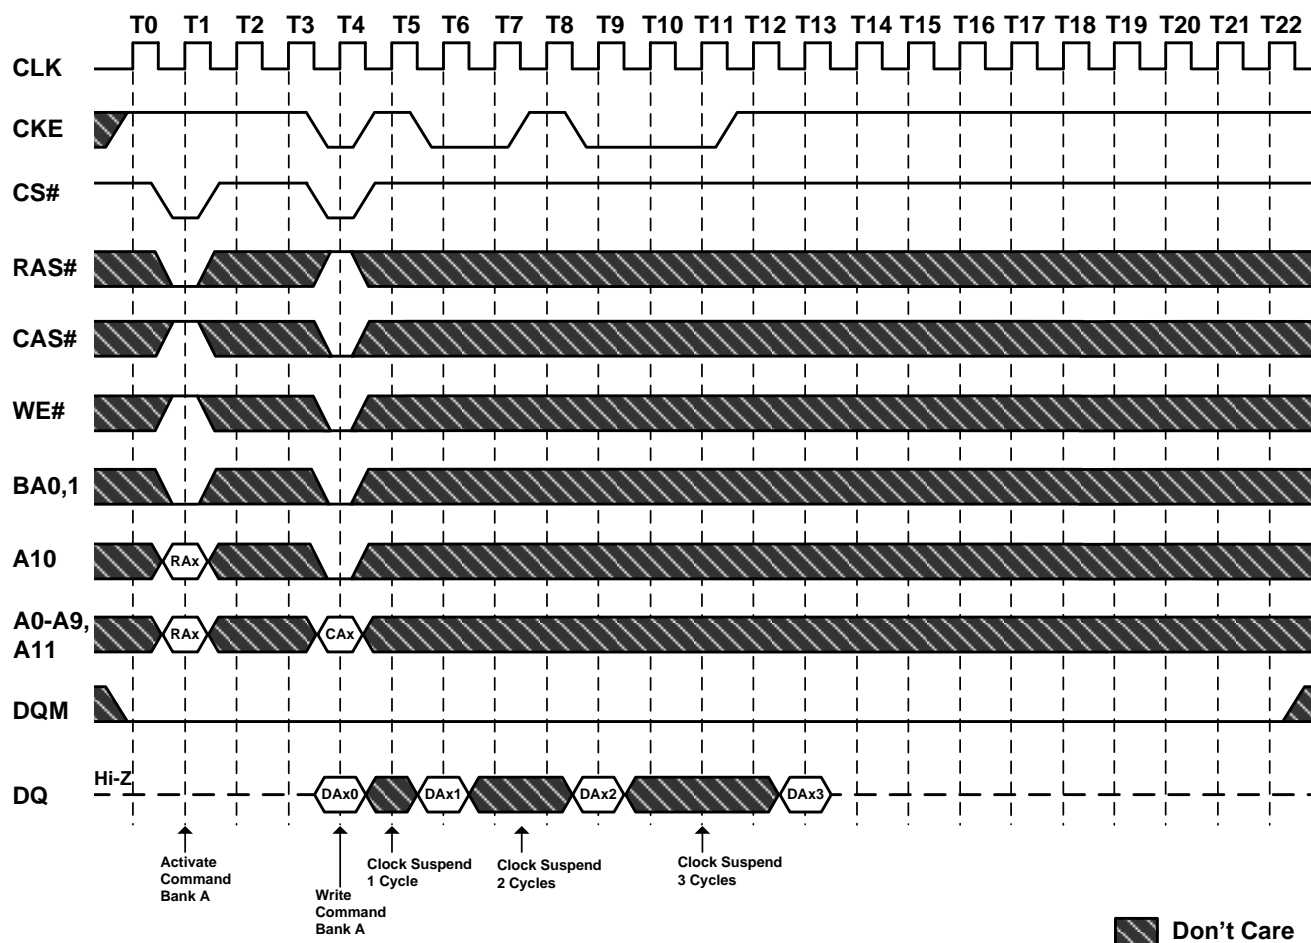 T0 T1 T2 T3 T4 T5 T6 T7 T8 T9 T10 T11 T12 T13 T14 T15 T16 T17 T18 T19 T20 T21 T22
CLK
CKE
CS#
RAS#
CAS#
WE#
BA0,1
A10
RAx
A0-A9,
A11
RAx CAx
DQM
Hi-Z
DQ
DAx0 DAx1 DAx2 DAx3
Activate
Command
Bank A
Write
Command
Bank A
Clock Suspend
1 Cycle
Clock Suspend
2 Cycles
Clock Suspend
3 Cycles
Don't Care